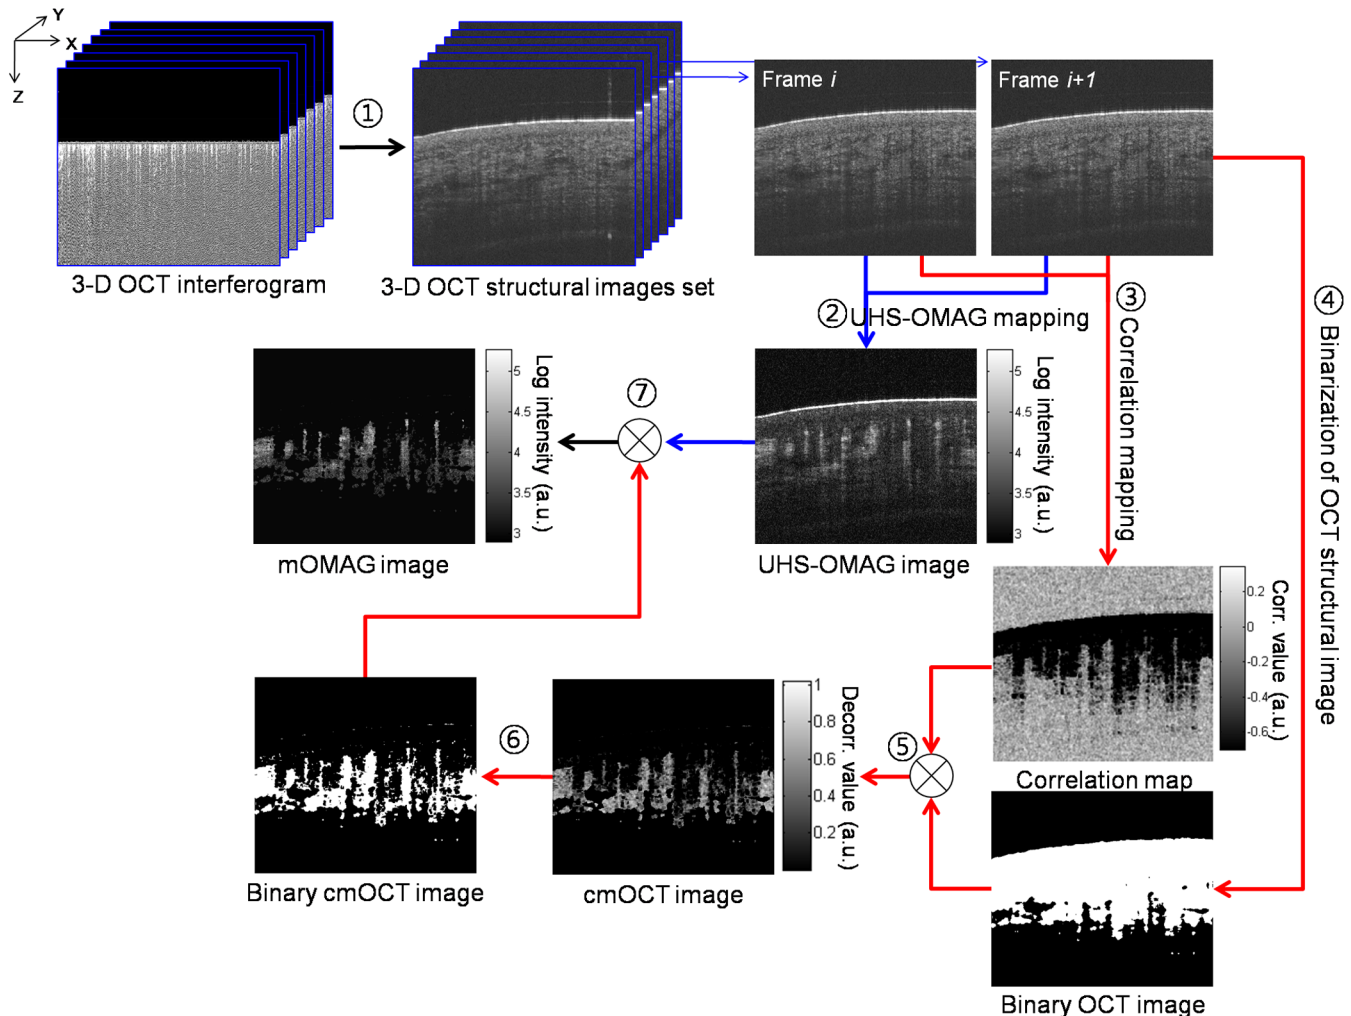 Y
X
Z
①
Frame i
Frame i+1
3-D OCT interferogram
3-D OCT structural images set
② UHS-OMAG mapping
③ Correlation mapping
④ Binarization of OCT structural image
5
4.5
4
3.5
3
Log intensity (a.u.)
mOMAG image
⑦
5
4.5
4
3.5
3
Log intensity (a.u.)
UHS-OMAG image
0.2
0
-0.2
-0.4
-0.6
Corr. value (a.u.)
Correlation map
⑤
⑥
1
0.8
0.6
0.4
0.2
Decorr. value (a.u.)
Binary cmOCT image
cmOCT image
Binary OCT image